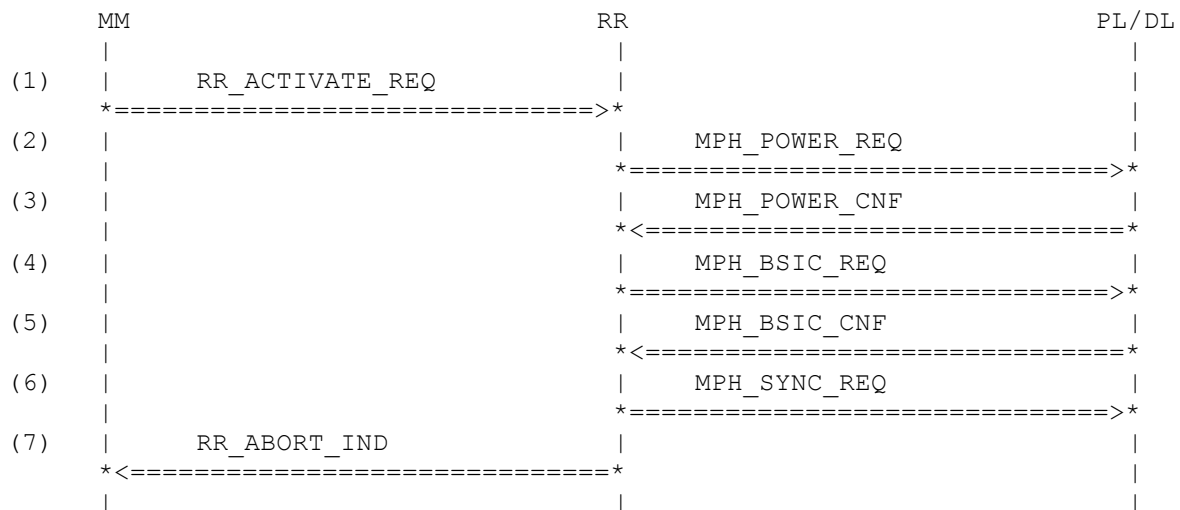 MM RR PL/DL
| | |
(1) | RR_ACTIVATE_REQ | |
*==============================>* |
(2) | | MPH_POWER_REQ |
| *==============================>*
(3) | | MPH_POWER_CNF |
| *<==============================*
(4) | | MPH_BSIC_REQ |
| *==============================>*
(5) | | MPH_BSIC_CNF |
| *<==============================*
(6) | | MPH_SYNC_REQ |
| *==============================>*
(7) | RR_ABORT_IND | |
*<==============================* |
| | |